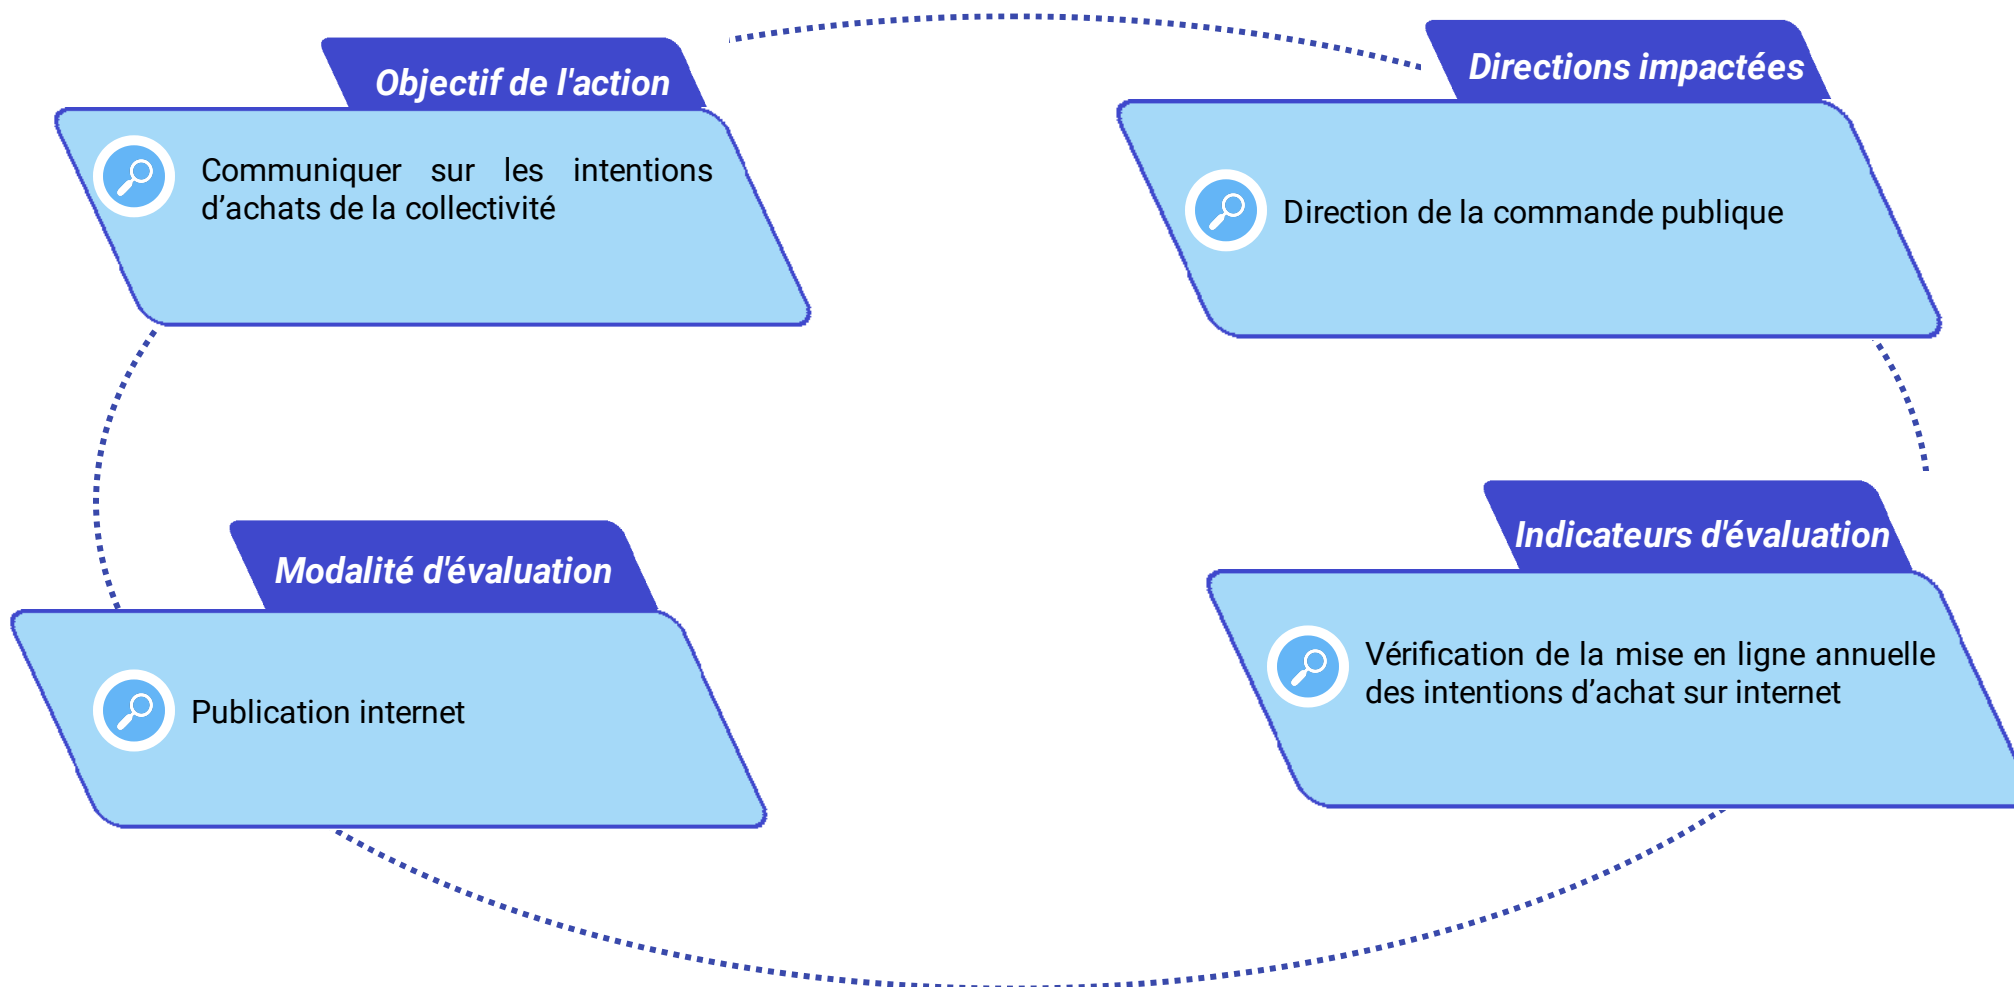 Objectif de l'action
Communiquer sur les intentions
d’achats de la collectivité
Directions impactées
Direction de la commande publique
Modalité d'évaluation
Publication internet
Indicateurs d'évaluation
Vérification de la mise en ligne annuelle
des intentions d’achat sur internet